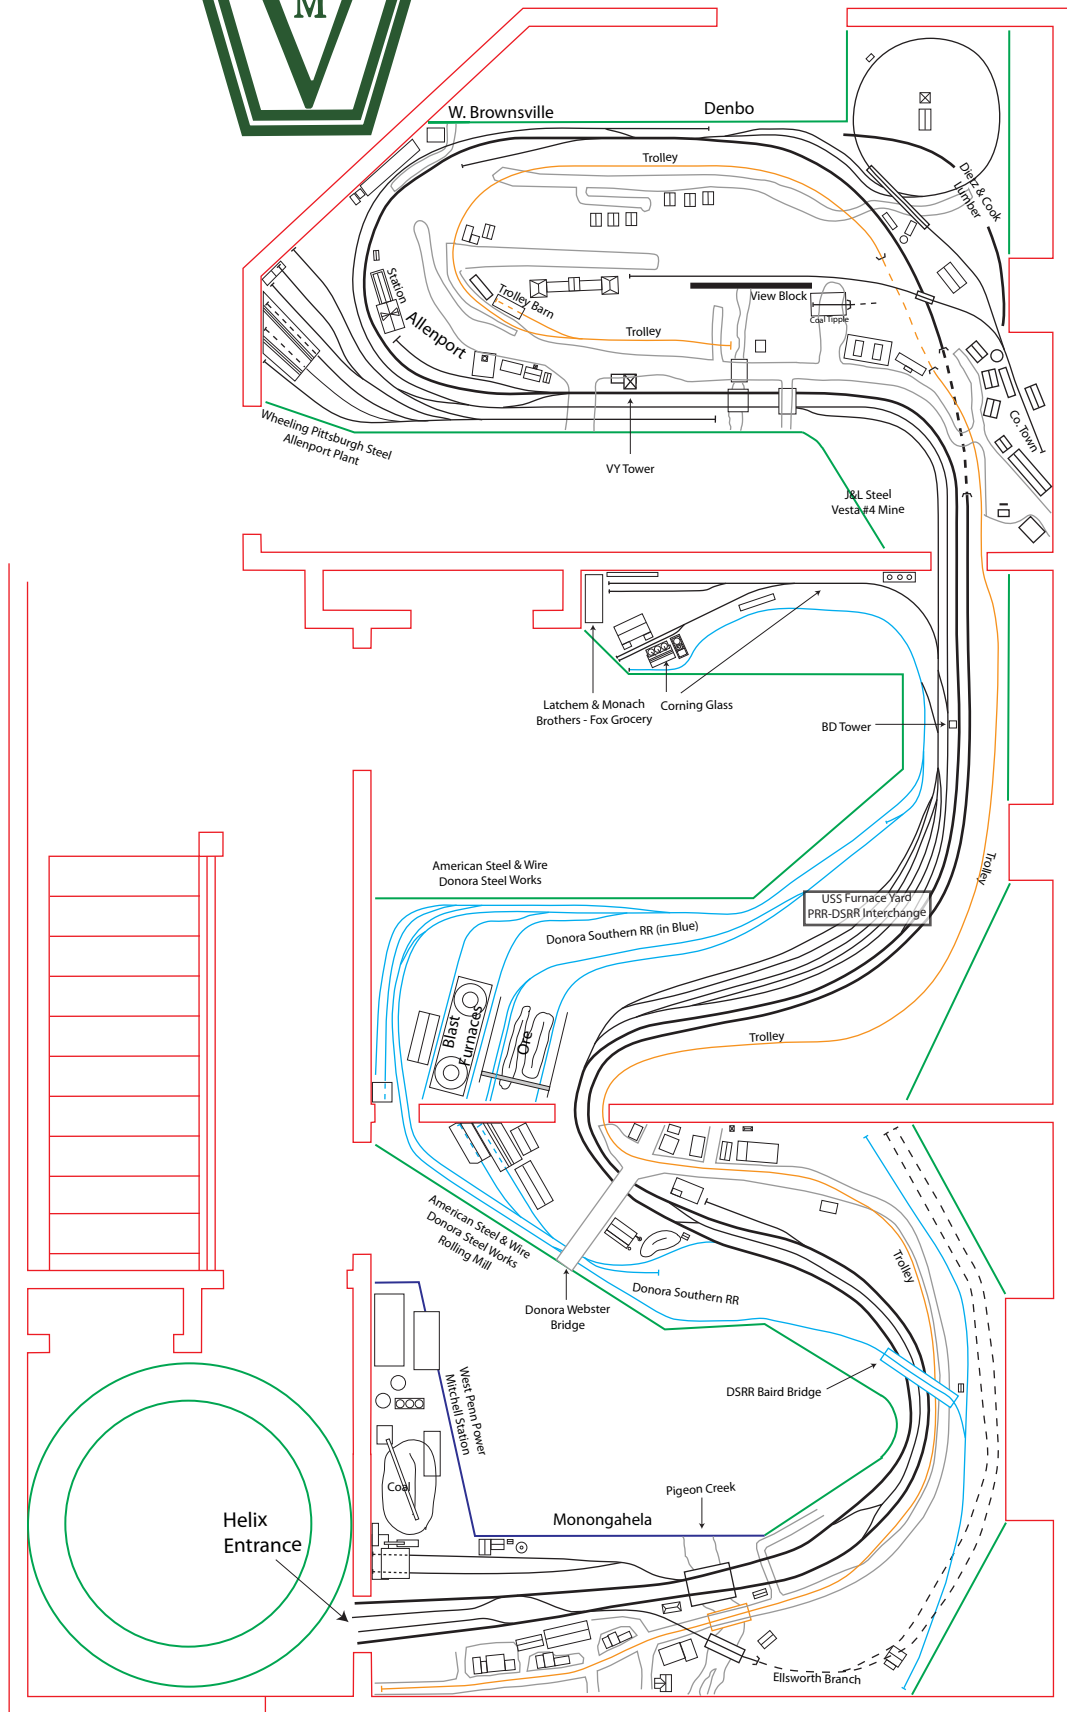 M
W. Brownsville
Denbo
Trolley
Dietz & Cook
Lumber
Station
Allenport
Trolley Barn
View Block
Coal Tipple
Trolley
Wheeling Pittsburgh Steel
Allenport Plant
VY Tower
Co. Town
J&L Steel
Vesta #4 Mine
Latchem & Monach
Brothers - Fox Grocery
Corning Glass
BD Tower
Trolley
American Steel & Wire
Donora Steel Works
USS Furnace Yard
PRR-DSRR Interchange
Donora Southern RR (in Blue)
Blast
Furnaces
Ore
Trolley
American Steel & Wire
Donora Steel Works
Rolling Mill
Trolley
Donora Southern RR
Donora Webster
Bridge
DSRR Baird Bridge
West Penn Power
Mitchell Station
Coal
Pigeon Creek
Monongahela
Helix
Entrance
Ellsworth Branch